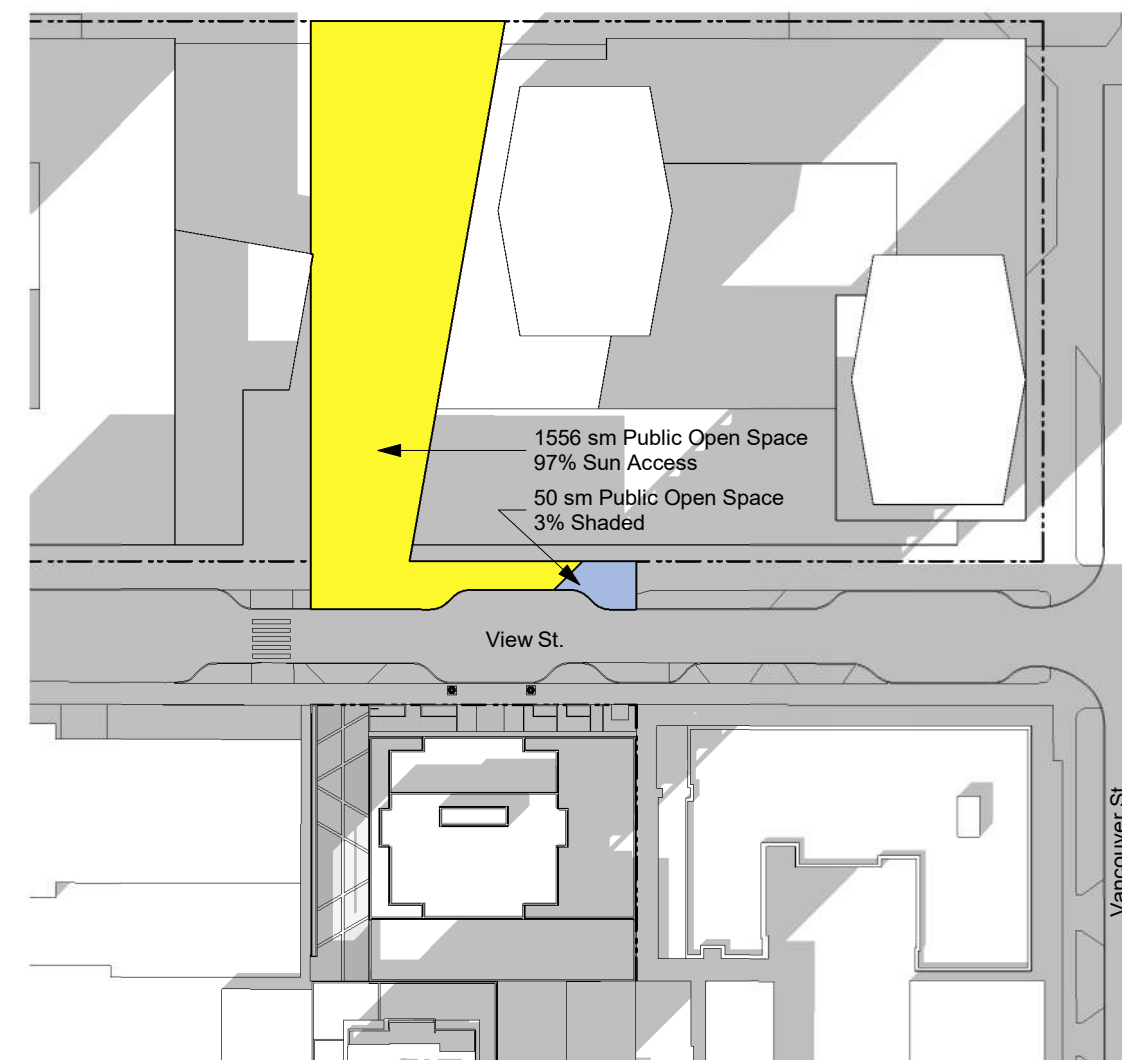 1556 sm Public Open Space
97% Sun Access
50 sm Public Open Space
3% Shaded
View St.
Vancouver St.